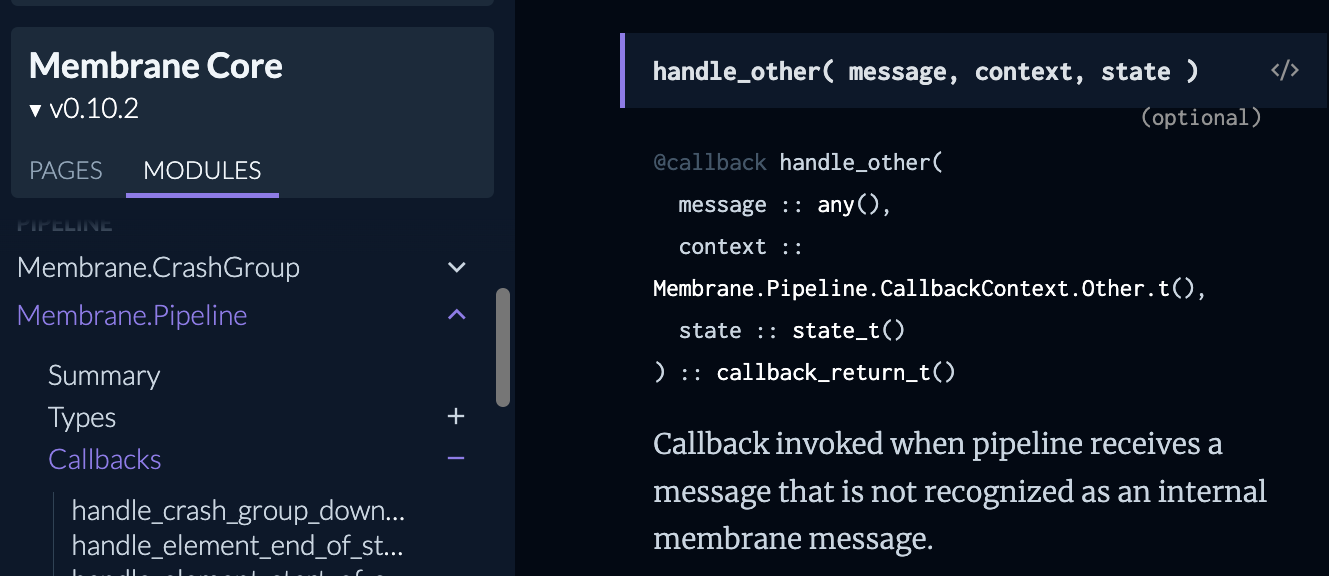 Membrane Core
▼ v0.10.2
PAGES MODULES
PIPELINE
Membrane.CrashGroup
Membrane.Pipeline
Summary
Types +
Callbacks −
handle_crash_group_down...
handle_element_end_of_st...
handle_other( message, context, state ) </>
(optional)
@callback handle_other(
message :: any(),
context ::
Membrane.Pipeline.CallbackContext.Other.t(),
state :: state_t()
) :: callback_return_t()
Callback invoked when pipeline receives a
message that is not recognized as an internal
membrane message.